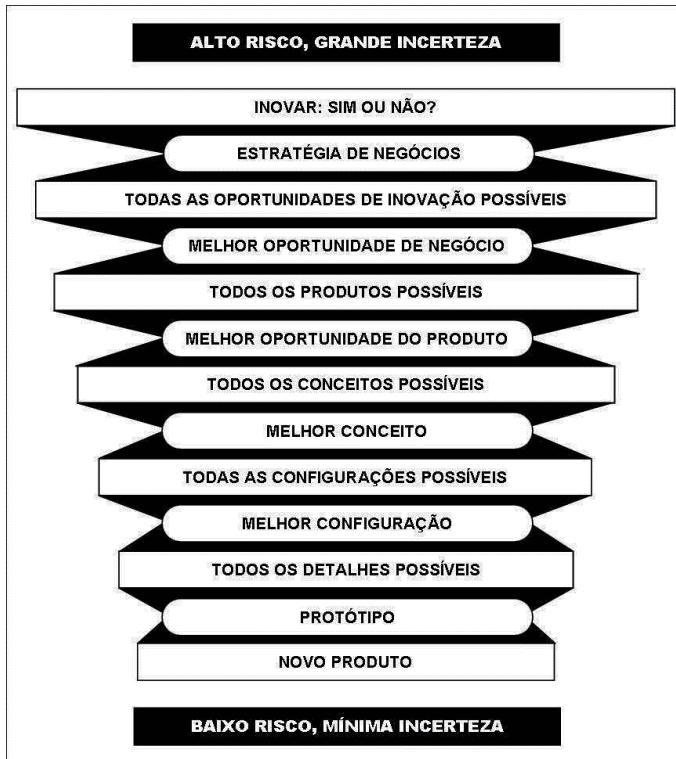 ALTO RISCO, GRANDE INCERTEZA
INOVAR: SIM OU NÃO?
ESTRATÉGIA DE NEGÓCIOS
TODAS AS OPORTUNIDADES DE INOVAÇÃO POSSÍVEIS
MELHOR OPORTUNIDADE DE NEGÓCIO
TODOS OS PRODUTOS POSSÍVEIS
MELHOR OPORTUNIDADE DO PRODUTO
TODOS OS CONCEITOS POSSÍVEIS
MELHOR CONCEITO
TODAS AS CONFIGURAÇÕES POSSÍVEIS
MELHOR CONFIGURAÇÃO
TODOS OS DETALHES POSSÍVEIS
PROTÓTIPO
NOVO PRODUTO
BAIXO RISCO, MÍNIMA INCERTEZA